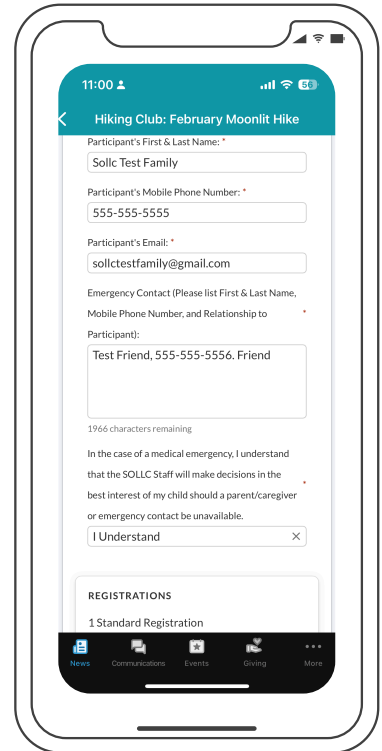 11:00
56
Hiking Club: February Moonlit Hike
Participant's First & Last Name: *
Sollc Test Family
Participant's Mobile Phone Number: *
555-555-5555
Participant's Email: *
sollctestfamily@gmail.com
Emergency Contact (Please list First & Last Name,
Mobile Phone Number, and Relationship to *
Participant):
Test Friend, 555-555-5556. Friend
1966 characters remaining
In the case of a medical emergency, I understand
that the SOLLC Staff will make decisions in the
best interest of my child should a parent/caregiver *
or emergency contact be unavailable.
I Understand
REGISTRATIONS
1 Standard Registration
News Communications Events Giving More